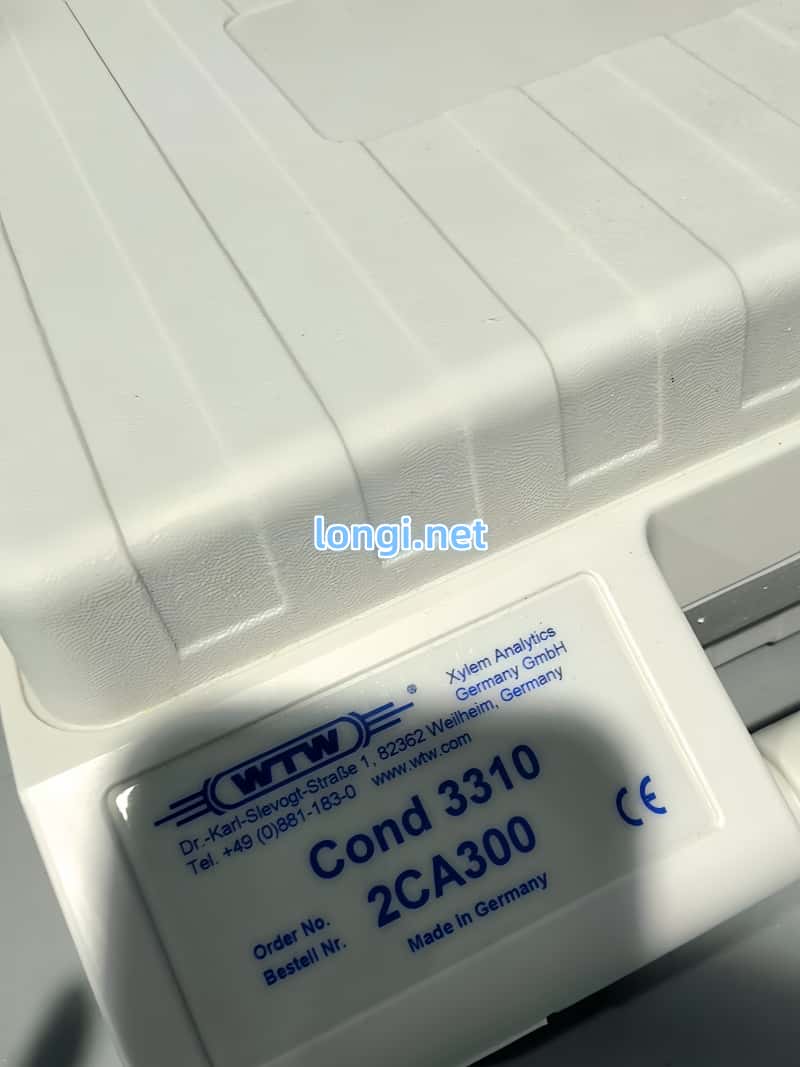 longi.net
Xylem Analytics
Germany GmbH
WTW ®
Dr.-Karl-Slevogt-Straße 1, 82362 Weilheim, Germany
Tel. +49 (0)881-183-0 www.wtw.com
Cond 3310
Order No.
Bestell Nr.
2CA300
Made in Germany
CE